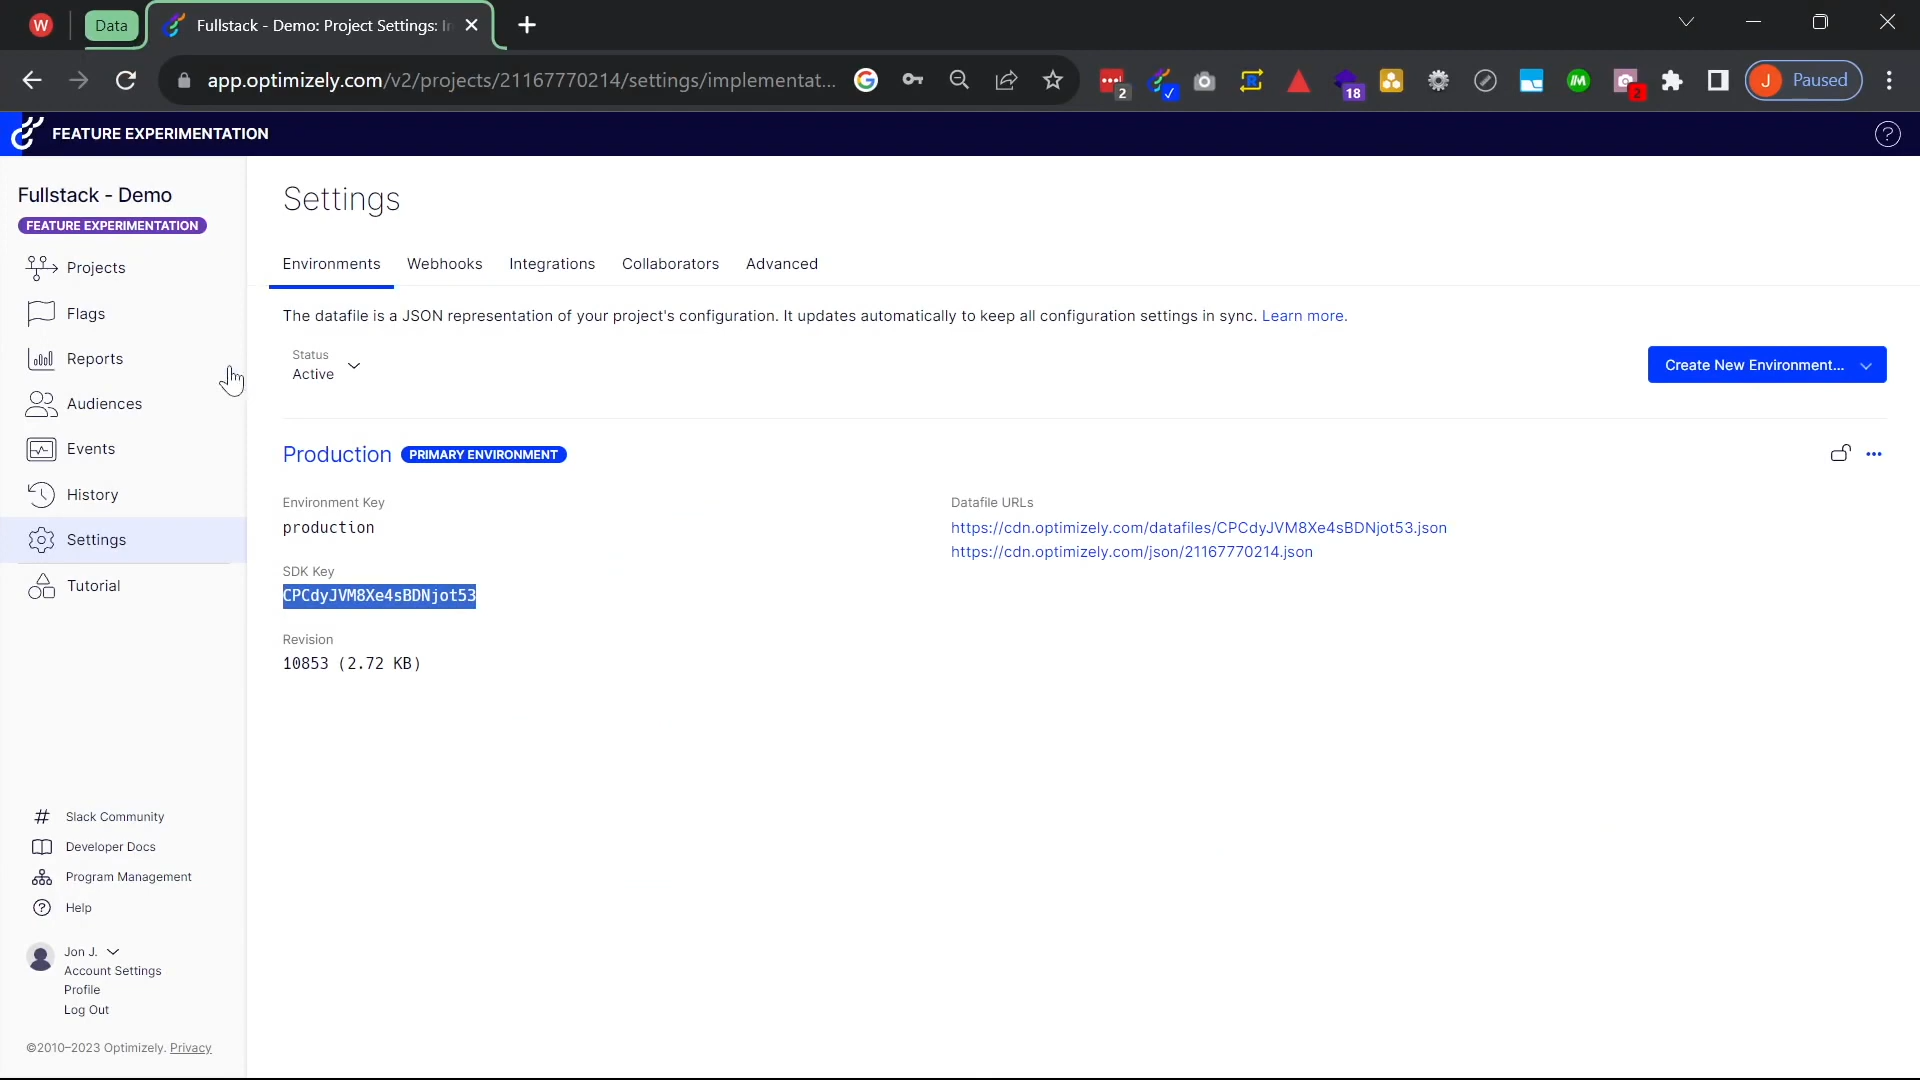 W
Data
Fullstack - Demo: Project Settings: I
app.optimizely.com/v2/projects/21167770214/settings/implementat...
2
18
2
J
Paused
FEATURE EXPERIMENTATION
?
Fullstack - Demo
FEATURE EXPERIMENTATION
Projects
Flags
Reports
Audiences
Events
History
Settings
Tutorial
Slack Community
Developer Docs
Program Management
Help
Jon J.
Account Settings
Profile
Log Out
©2010-2023 Optimizely. Privacy
Settings
Environments
Webhooks
Integrations
Collaborators
Advanced
The datafile is a JSON representation of your project's configuration. It updates automatically to keep all configuration settings in sync. Learn more.
Status
Active
Create New Environment...
Production PRIMARY ENVIRONMENT
Environment Key
production
SDK Key
CPCdyJVM8Xe4sBDNjot53
Revision
10853 (2.72 KB)
Datafile URLs
https://cdn.optimizely.com/datafiles/CPCdyJVM8Xe4sBDNjot53.json
https://cdn.optimizely.com/json/21167770214.json